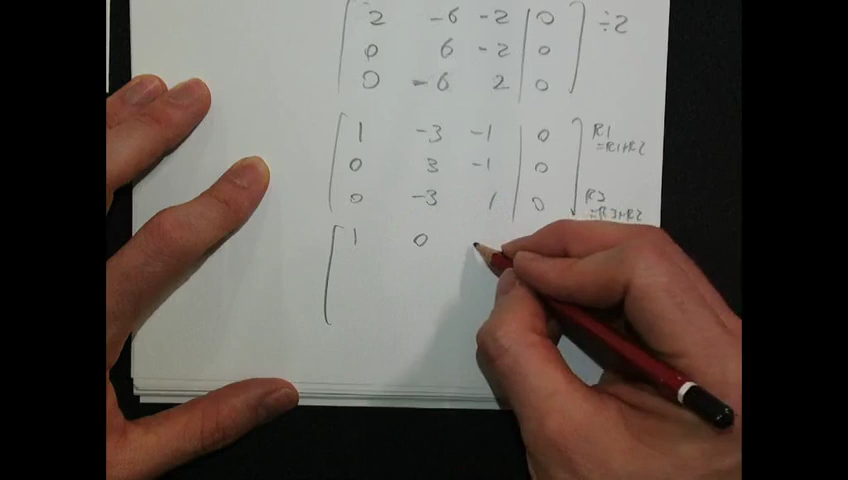 2 -6 -2 | 0 ÷2
0 6 -2 | 0
0 -6 2 | 0
1 -3 -1 | 0 R1
=R1+R2
0 3 -1 | 0
0 -3 1 | 0 R3
=R3+R2
1 0